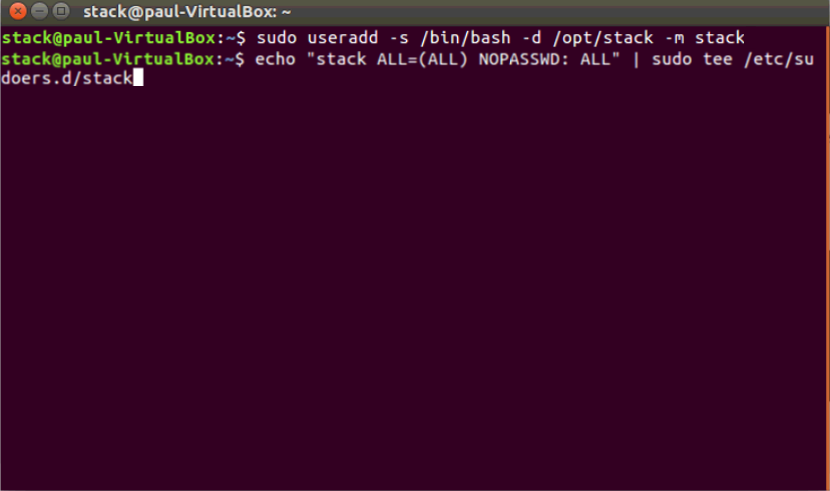 stack@paul-VirtualBox: ~
stack@paul-VirtualBox:~$ sudo useradd -s /bin/bash -d /opt/stack -m stack
stack@paul-VirtualBox:~$ echo "stack ALL=(ALL) NOPASSWD: ALL" | sudo tee /etc/su
doers.d/stack